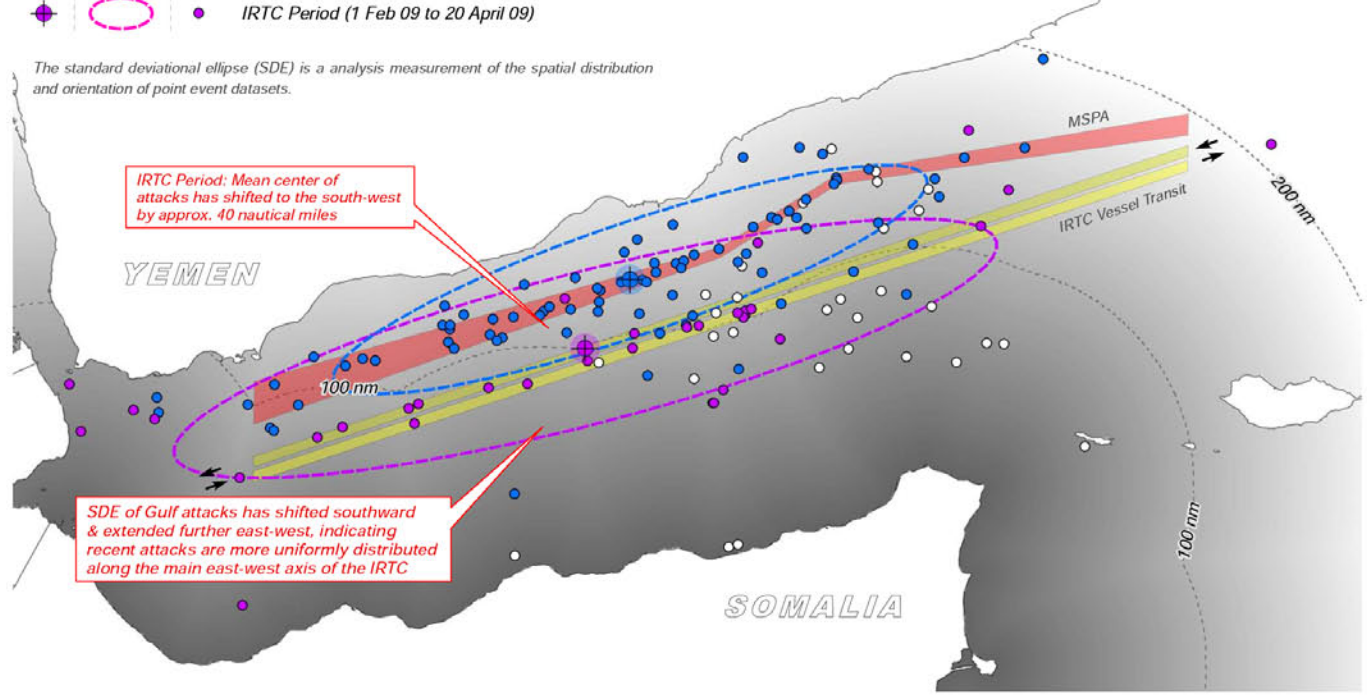 IRTC Period (1 Feb 09 to 20 April 09)
The standard deviational ellipse (SDE) is a analysis measurement of the spatial distribution
and orientation of point event datasets.
MSPA
IRTC Period: Mean center of
attacks has shifted to the south-west
by approx. 40 nautical miles
200 nm
IRTC Vessel Transit
YEMEN
100 nm
SDE of Gulf attacks has shifted southward
& extended further east-west, indicating
recent attacks are more uniformly distributed
along the main east-west axis of the IRTC
100 nm
SOMALIA